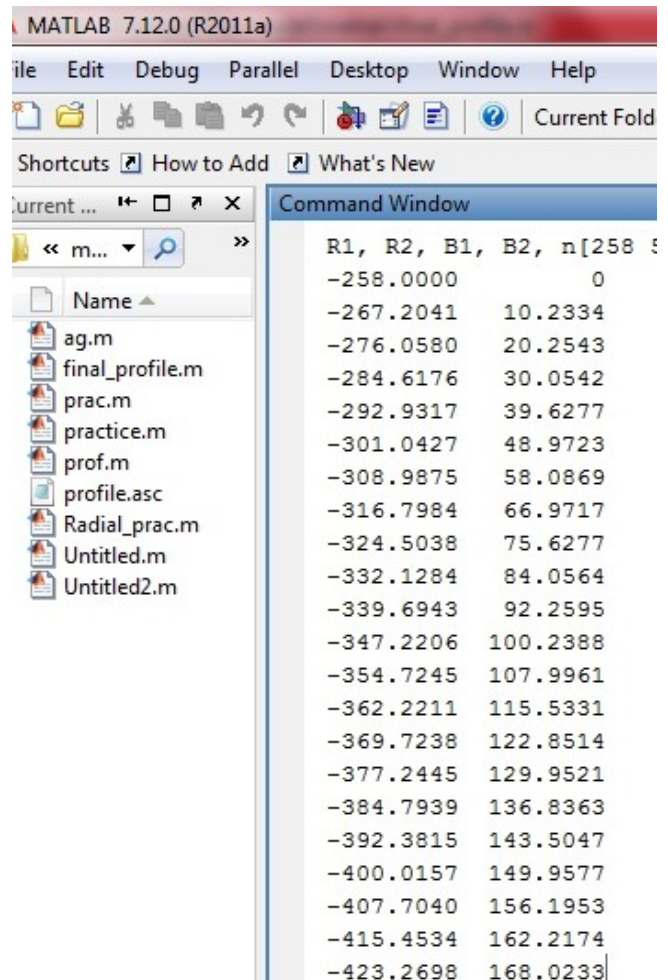 MATLAB 7.12.0 (R2011a)
File Edit Debug Parallel Desktop Window Help
Current Fold
Shortcuts How to Add What's New
Current ...
« m...
»
Name
ag.m
final_profile.m
prac.m
practice.m
prof.m
profile.asc
Radial_prac.m
Untitled.m
Untitled2.m
Command Window
R1, R2, B1, B2, n[258 5
-258.0000 0
-267.2041 10.2334
-276.0580 20.2543
-284.6176 30.0542
-292.9317 39.6277
-301.0427 48.9723
-308.9875 58.0869
-316.7984 66.9717
-324.5038 75.6277
-332.1284 84.0564
-339.6943 92.2595
-347.2206 100.2388
-354.7245 107.9961
-362.2211 115.5331
-369.7238 122.8514
-377.2445 129.9521
-384.7939 136.8363
-392.3815 143.5047
-400.0157 149.9577
-407.7040 156.1953
-415.4534 162.2174
-423.2698 168.0233